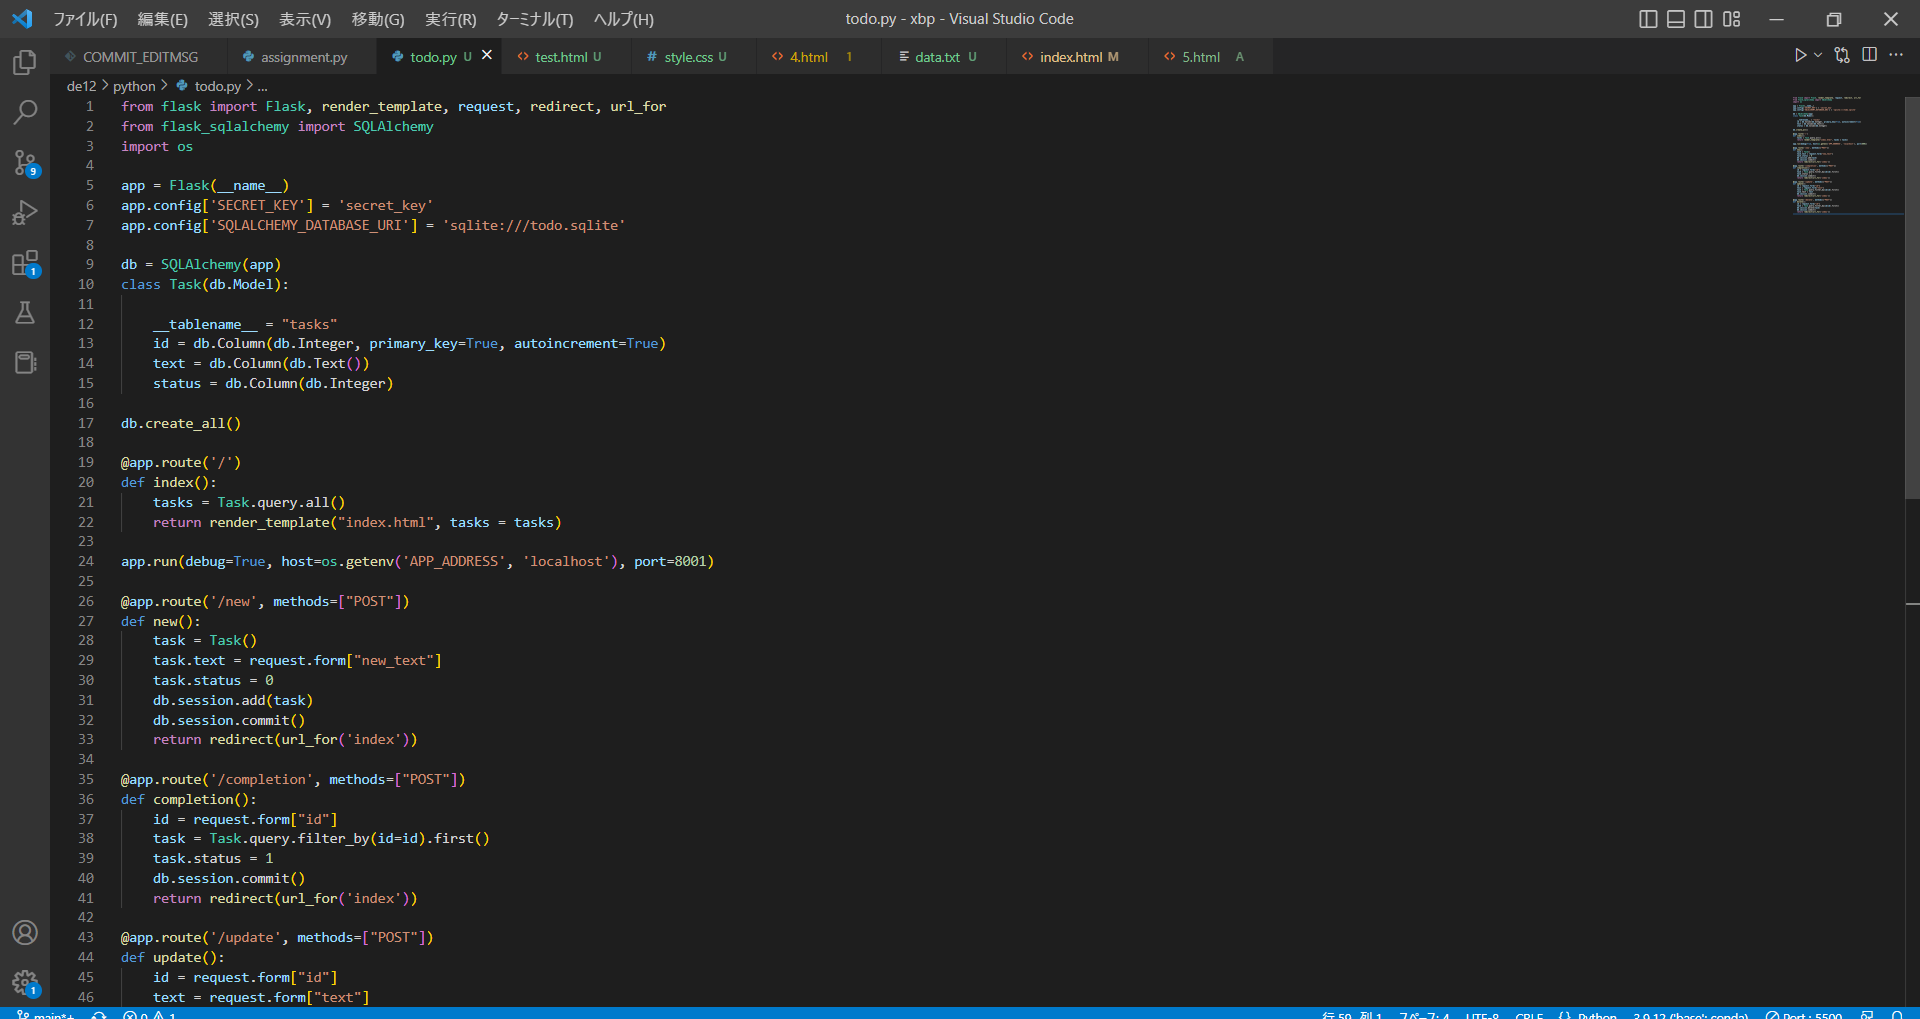 ファイル(F) 編集(E) 選択(S) 表示(V) 移動(G) 実行(R) ターミナル(T) ヘルプ(H) todo.py - xbp - Visual Studio Code
COMMIT_EDITMSG assignment.py todo.py U test.html U style.css U 4.html 1 data.txt U index.html M 5.html A
de12 > python > todo.py > ...
1 from flask import Flask, render_template, request, redirect, url_for
2 from flask_sqlalchemy import SQLAlchemy
3 import os
4
5 app = Flask(__name__)
6 app.config['SECRET_KEY'] = 'secret_key'
7 app.config['SQLALCHEMY_DATABASE_URI'] = 'sqlite:///todo.sqlite'
8
9 db = SQLAlchemy(app)
10 class Task(db.Model):
11
12 __tablename__ = "tasks"
13 id = db.Column(db.Integer, primary_key=True, autoincrement=True)
14 text = db.Column(db.Text())
15 status = db.Column(db.Integer)
16
17 db.create_all()
18
19 @app.route('/')
20 def index():
21 tasks = Task.query.all()
22 return render_template("index.html", tasks = tasks)
23
24 app.run(debug=True, host=os.getenv('APP_ADDRESS', 'localhost'), port=8001)
25
26 @app.route('/new', methods=["POST"])
27 def new():
28 task = Task()
29 task.text = request.form["new_text"]
30 task.status = 0
31 db.session.add(task)
32 db.session.commit()
33 return redirect(url_for('index'))
34
35 @app.route('/completion', methods=["POST"])
36 def completion():
37 id = request.form["id"]
38 task = Task.query.filter_by(id=id).first()
39 task.status = 1
40 db.session.commit()
41 return redirect(url_for('index'))
42
43 @app.route('/update', methods=["POST"])
44 def update():
45 id = request.form["id"]
46 text = request.form["text"]
9
1
1
main*+ 0 1 行 59、列 1 スペース: 4 UTF-8 CRLF {} Python 3.9.12 ('base': conda) Port : 5500